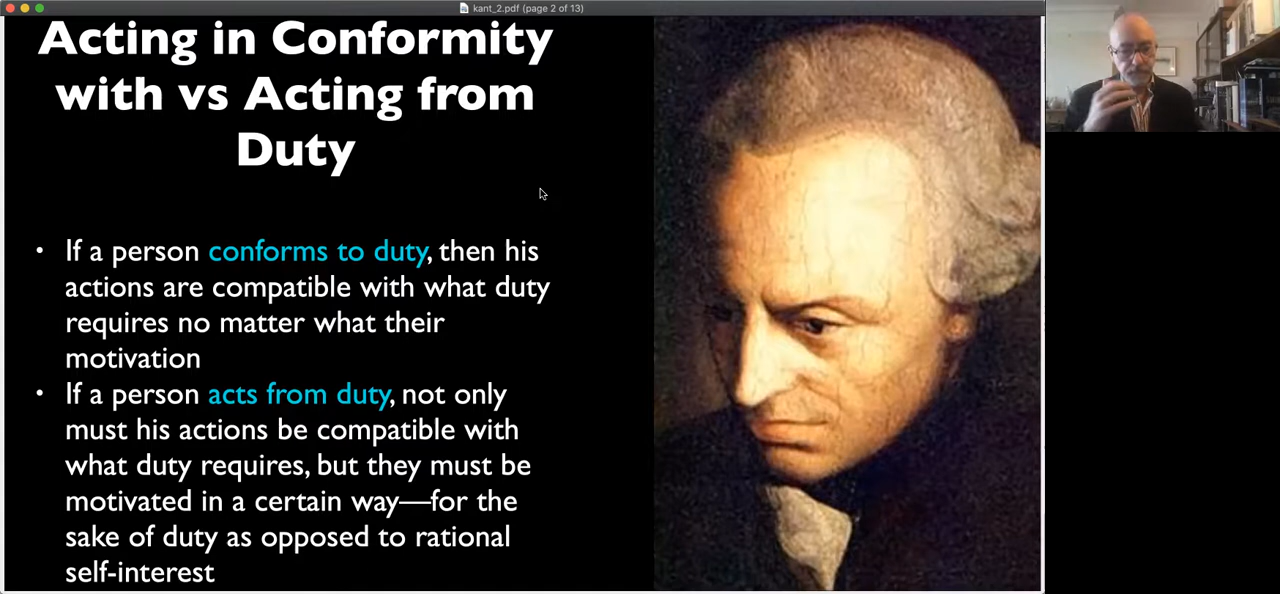 kant_2.pdf (page 2 of 13)
Acting in Conformity
with vs Acting from
Duty
• If a person conforms to duty, then his
actions are compatible with what duty
requires no matter what their
motivation
• If a person acts from duty, not only
must his actions be compatible with
what duty requires, but they must be
motivated in a certain way—for the
sake of duty as opposed to rational
self-interest